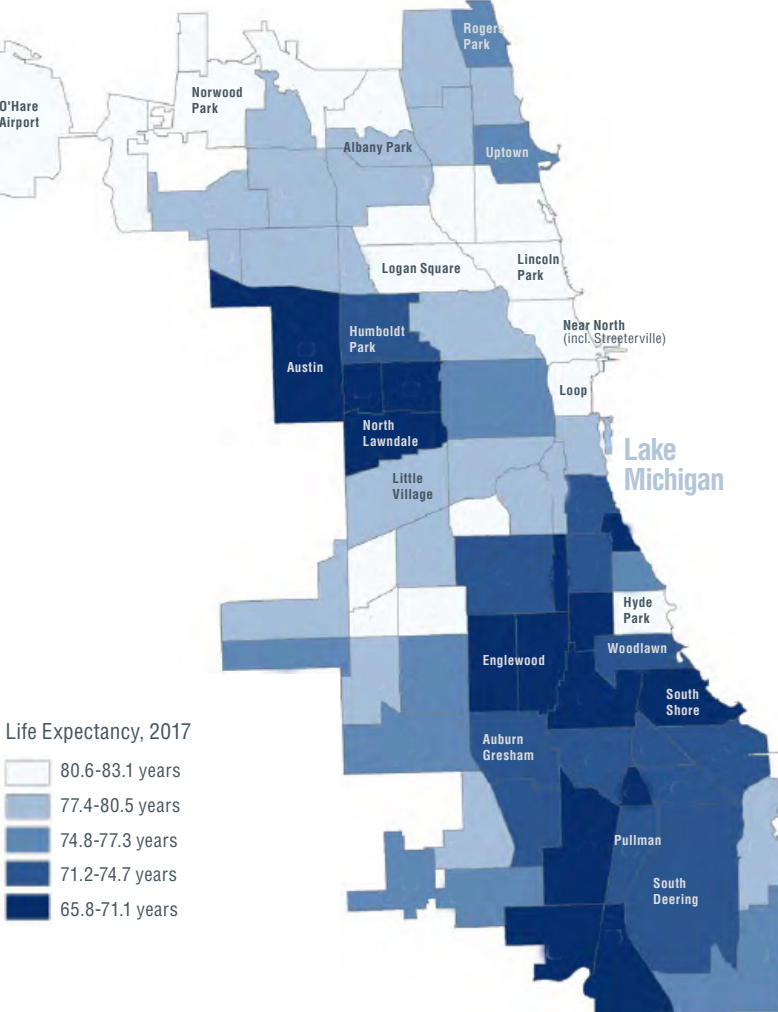 Rogers
Park
O'Hare
Airport
Norwood
Park
Albany Park
Uptown
Logan Square
Lincoln
Park
Near North
(incl. Streeterville)
Humboldt
Park
Austin
Loop
North
Lawndale
Lake
Michigan
Little
Village
Hyde
Park
Woodlawn
Englewood
South
Shore
Auburn
Gresham
Life Expectancy, 2017
80.6-83.1 years
77.4-80.5 years
74.8-77.3 years
71.2-74.7 years
65.8-71.1 years
Pullman
South
Deering